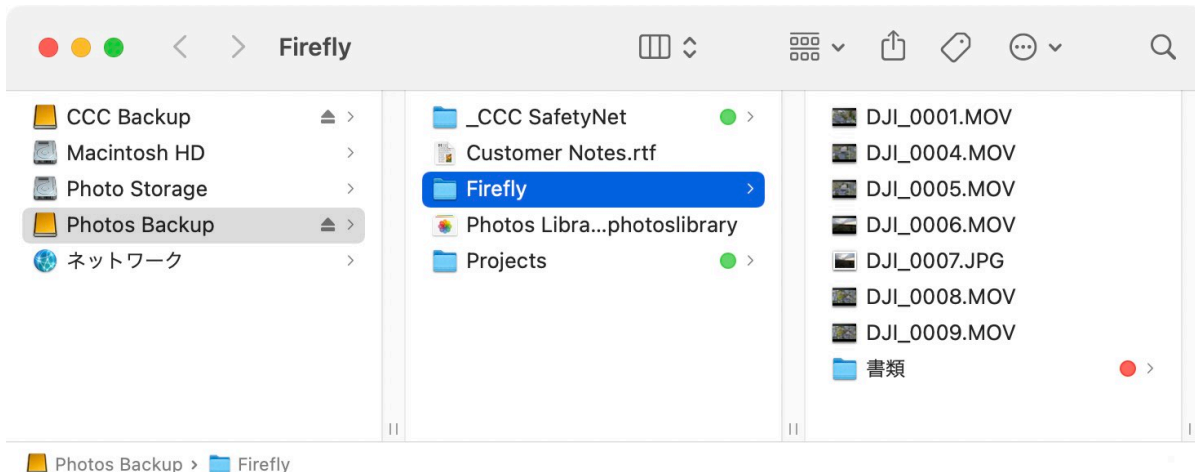 Firefly
CCC Backup
Macintosh HD
Photo Storage
Photos Backup
ネットワーク
_CCC SafetyNet
Customer Notes.rtf
Firefly
Photos Libra...photoslibrary
Projects
DJI_0001.MOV
DJI_0004.MOV
DJI_0005.MOV
DJI_0006.MOV
DJI_0007.JPG
DJI_0008.MOV
DJI_0009.MOV
書類
Photos Backup › Firefly